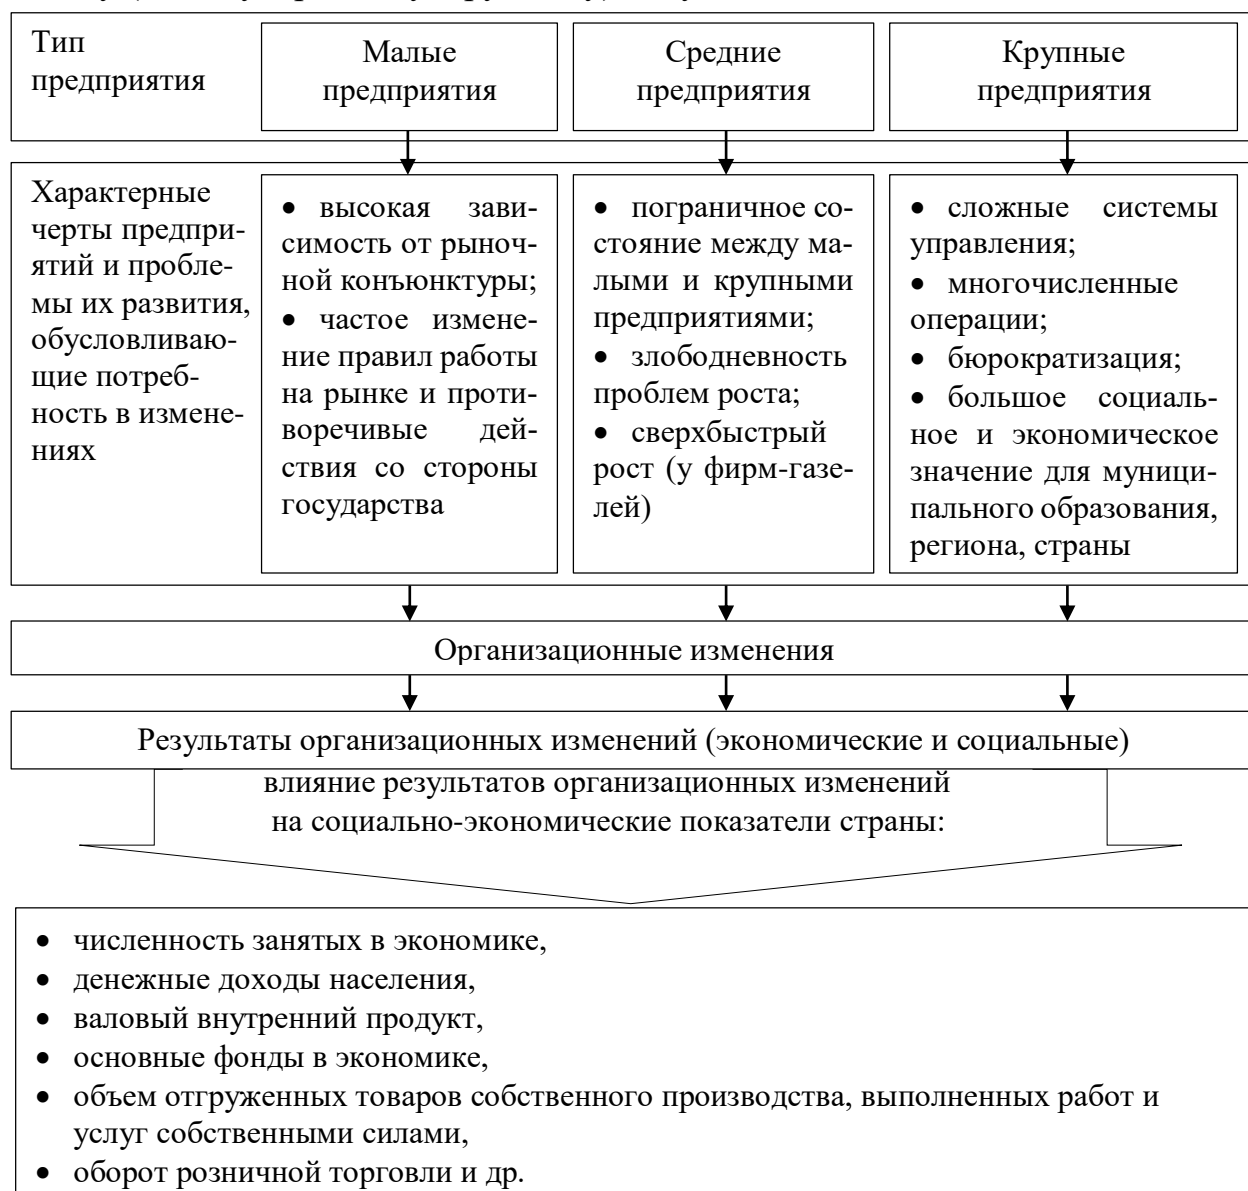 Тип
предприятия
Малые
предприятия
Средние
предприятия
Крупные
предприятия
Характерные
черты предпри-
ятий и пробле-
мы их развития,
обусловливаю-
щие потреб-
ность в измене-
ниях
• высокая зави-
симость от рыноч-
ной конъюнктуры;
• частое измене-
ние правил работы
на рынке и проти-
воречивые дей-
ствия со стороны
государства
• пограничное со-
стояние между ма-
лыми и крупными
предприятиями;
• злободневность
проблем роста;
• сверхбыстрый
рост (у фирм-газе-
лей)
• сложные системы
управления;
• многочисленные
операции;
• бюрократизация;
• большое социаль-
ное и экономическое
значение для муници-
пального образования,
региона, страны
Организационные изменения
Результаты организационных изменений (экономические и социальные)
влияние результатов организационных изменений
на социально-экономические показатели страны:
• численность занятых в экономике,
• денежные доходы населения,
• валовый внутренний продукт,
• основные фонды в экономике,
• объем отгруженных товаров собственного производства, выполненных работ и
услуг собственными силами,
• оборот розничной торговли и др.